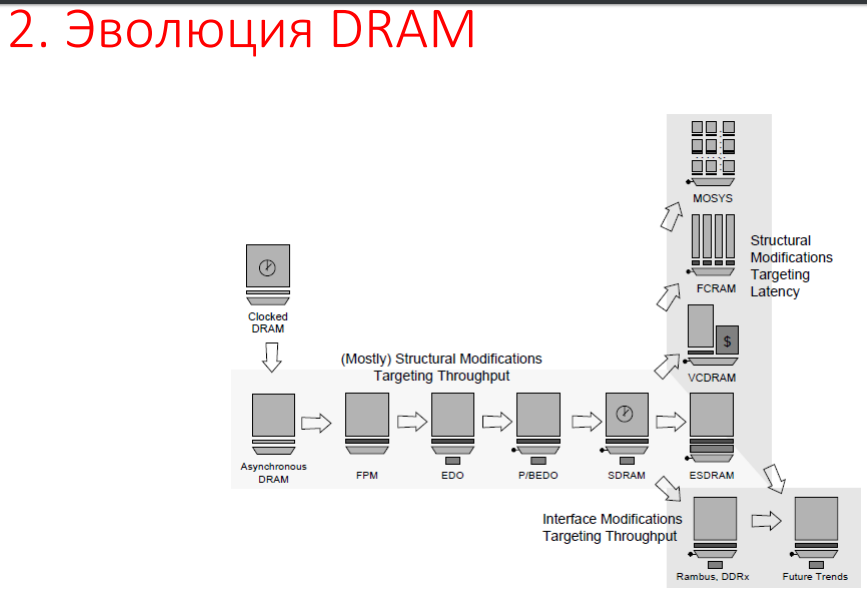 2. Эволюция DRAM
MOSYS
Structural
Modifications
Targeting
Latency
FCRAM
Clocked
DRAM
$
VCDRAM
(Mostly) Structural Modifications
Targeting Throughput
Asynchronous
DRAM
FPM
EDO
P/BEDO
SDRAM
ESDRAM
Interface Modifications
Targeting Throughput
Rambus, DDRx
Future Trends